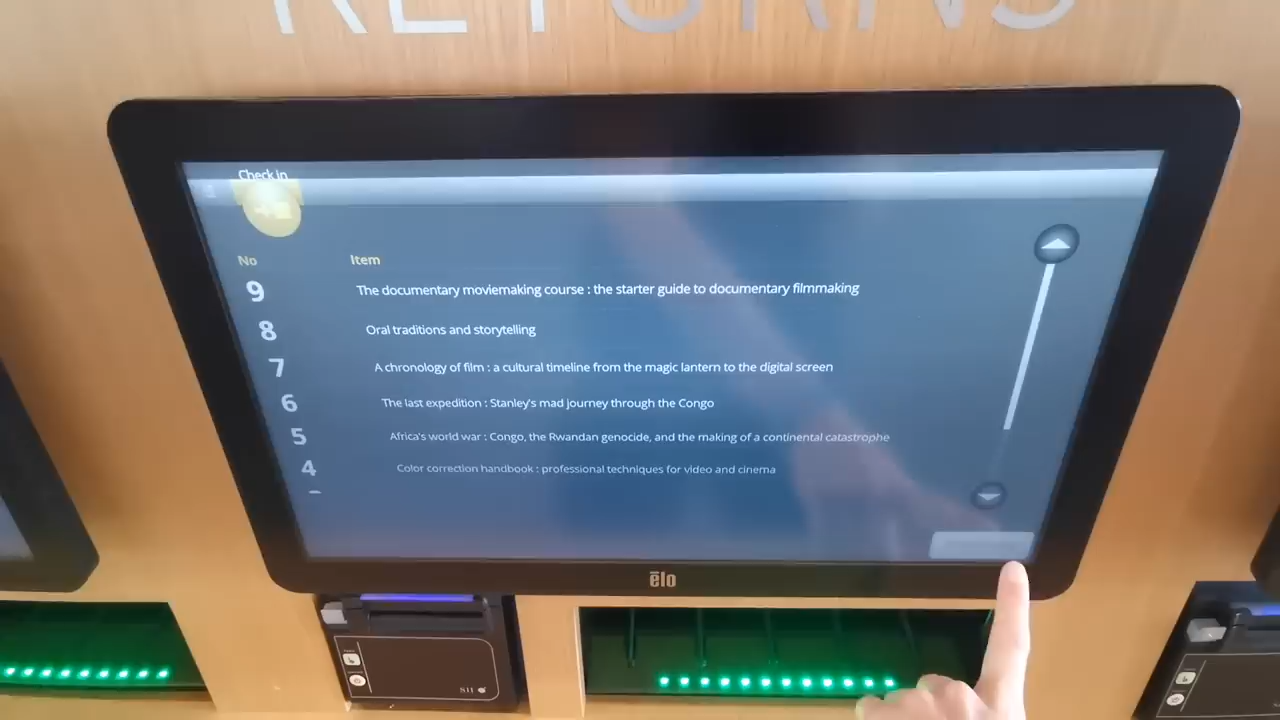 RETURNS
Check in
No Item
9 The documentary moviemaking course : the starter guide to documentary filmmaking
8 Oral traditions and storytelling
7 A chronology of film : a cultural timeline from the magic lantern to the digital screen
6 The last expedition : Stanley's mad journey through the Congo
5 Africa's world war : Congo, the Rwandan genocide, and the making of a continental catastrophe
4 Color correction handbook : professional techniques for video and cinema
elo
SII